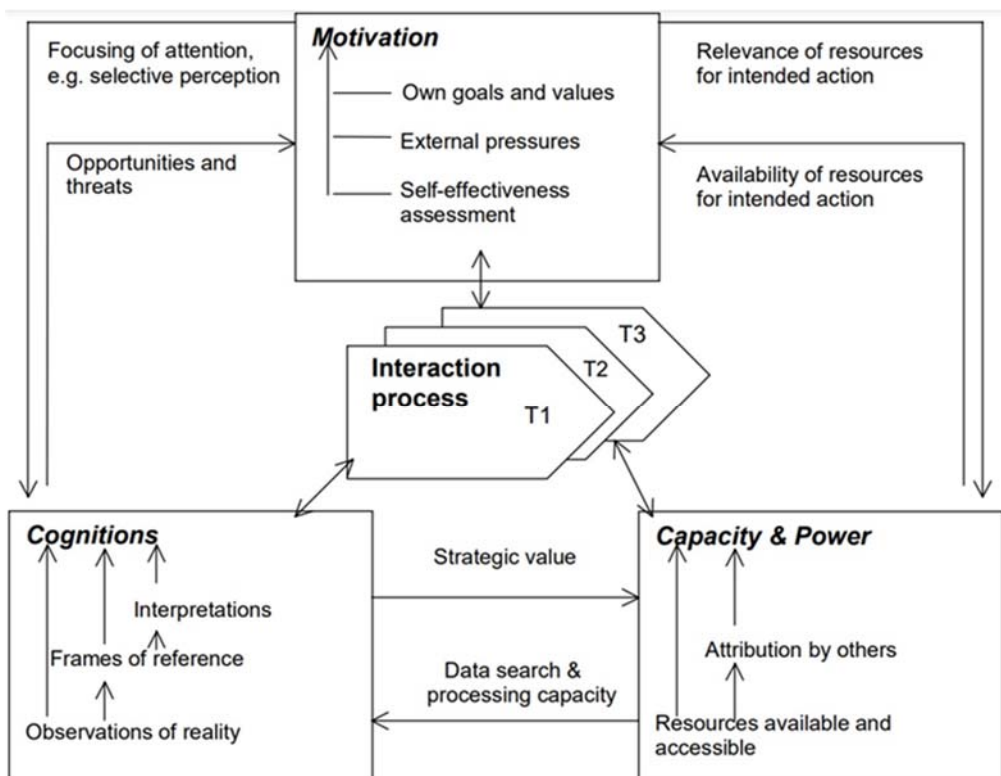 Focusing of attention,
e.g. selective perception
Motivation
Relevance of resources
for intended action
Own goals and values
External pressures
Self-effectiveness
assessment
Opportunities and
threats
Availability of resources
for intended action
Interaction
process
T1
T2
T3
Cognitions
Interpretations
Frames of reference
Observations of reality
Strategic value
Data search &
processing capacity
Capacity & Power
Attribution by others
Resources available and
accessible